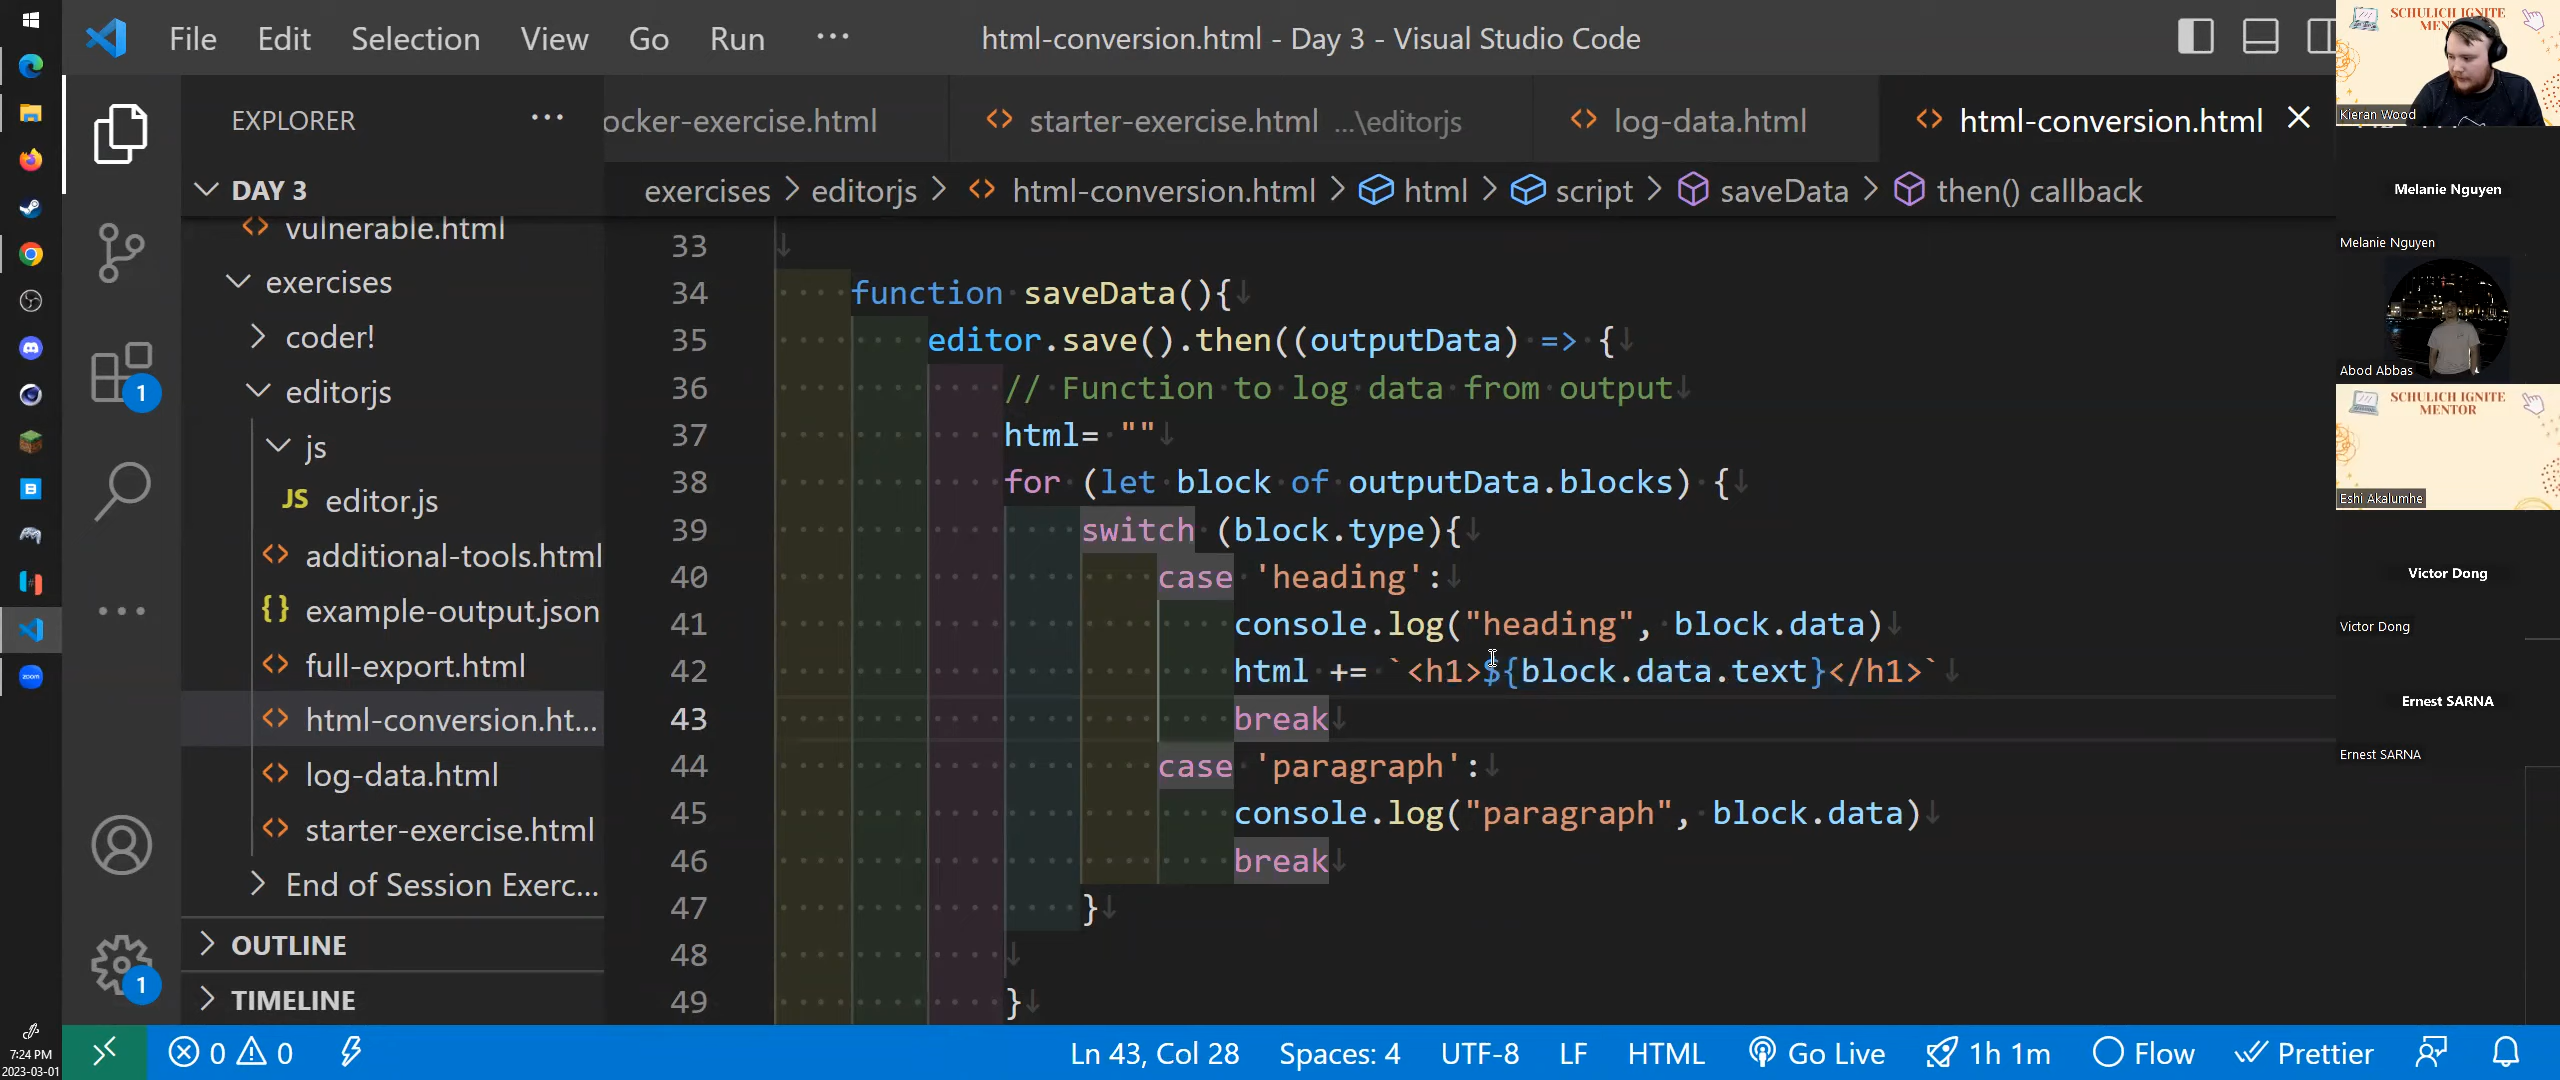 File Edit Selection View Go Run ··· html-conversion.html - Day 3 - Visual Studio Code
EXPLORER ···
ocker-exercise.html
starter-exercise.html ...\editorjs
log-data.html
html-conversion.html
DAY 3
exercises > editorjs > html-conversion.html > html > script > saveData > then() callback
vulnerable.html
exercises
coder!
editorjs
js
JS editor.js
additional-tools.html
{} example-output.json
full-export.html
html-conversion.ht...
log-data.html
starter-exercise.html
End of Session Exerc...
OUTLINE
TIMELINE
33
34 function saveData(){
35 editor.save().then((outputData) => {
36 // Function to log data from output
37 html= ""
38 for (let block of outputData.blocks) {
39 switch (block.type){
40 case 'heading':
41 console.log("heading", block.data)
42 html += `<h1>${block.data.text}</h1>`
43 break
44 case 'paragraph':
45 console.log("paragraph", block.data)
46 break
47 }
48
49 }
1
1
zoom
7:24 PM
2023-03-01
0 0
Ln 43, Col 28 Spaces: 4 UTF-8 LF HTML Go Live 1h 1m Flow Prettier
SCHULICH IGNITE
Kieran Wood
Melanie Nguyen
Melanie Nguyen
Abod Abbas
SCHULICH IGNITE
MENTOR
Eshi Akalumhe
Victor Dong
Victor Dong
Ernest SARNA
Ernest SARNA